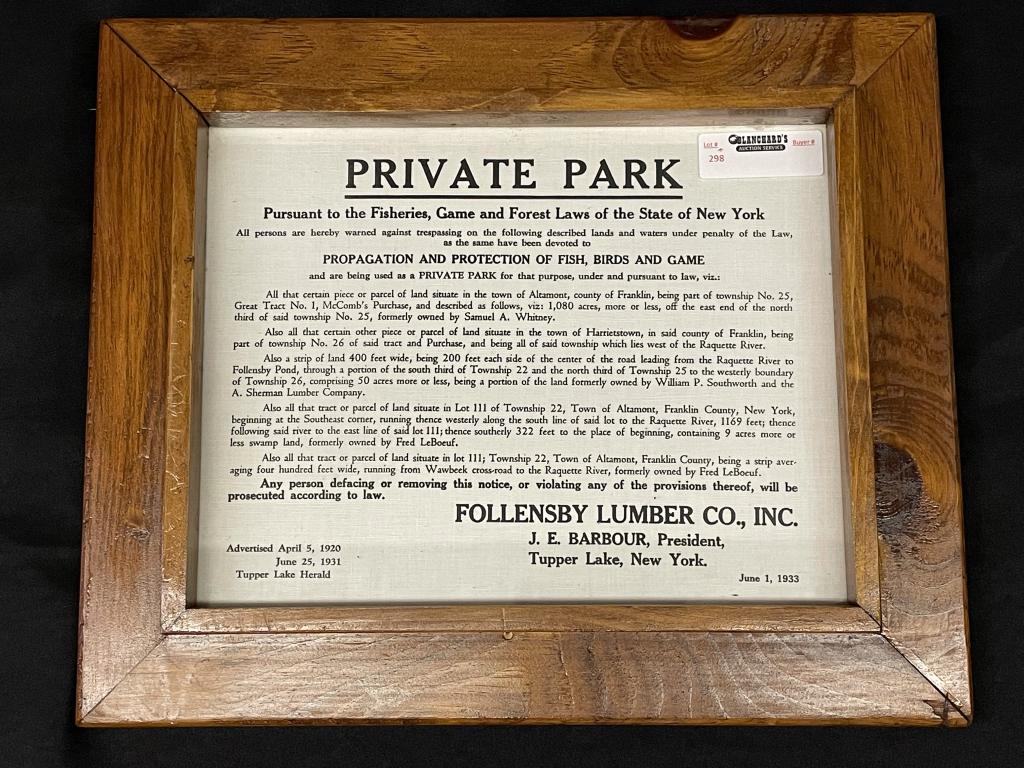 Lot #
298
BLANCHARD'S
AUCTION SERVICE
Buyer #
PRIVATE PARK
Pursuant to the Fisheries, Game and Forest Laws of the State of New York
All persons are hereby warned against trespassing on the following described lands and waters under penalty of the Law,
as the same have been devoted to
PROPAGATION AND PROTECTION OF FISH, BIRDS AND GAME
and are being used as a PRIVATE PARK for that purpose, under and pursuant to law, viz.:
All that certain piece or parcel of land situate in the town of Altamont, county of Franklin, being part of township No. 25,
Great Tract No. 1, McComb's Purchase, and described as follows, viz: 1,080 acres, more or less, off the east end of the north
third of said township No. 25, formerly owned by Samuel A. Whitney.
Also all that certain other piece or parcel of land situate in the town of Harrietstown, in said county of Franklin, being
part of township No. 26 of said tract and Purchase, and being all of said township which lies west of the Raquette River.
Also a strip of land 400 feet wide, being 200 feet each side of the center of the road leading from the Raquette River to
Follensby Pond, through a portion of the south third of Township 22 and the north third of Township 25 to the westerly boundary
of Township 26, comprising 50 acres more or less, being a portion of the land formerly owned by William P. Southworth and the
A. Sherman Lumber Company.
Also all that tract or parcel of land situate in Lot 111 of Township 22, Town of Altamont, Franklin County, New York,
beginning at the Southeast corner, running thence westerly along the south line of said lot to the Raquette River, 1169 feet; thence
following said river to the east line of said lot 111; thence southerly 322 feet to the place of beginning, containing 9 acres more or
less swamp land, formerly owned by Fred LeBoeuf.
Also all that tract or parcel of land situate in lot 111; Township 22, Town of Altamont, Franklin County, being a strip aver-
aging four hundred feet wide, running from Wawbeek cross-road to the Raquette River, formerly owned by Fred LeBoeuf.
Any person defacing or removing this notice, or violating any of the provisions thereof, will be
prosecuted according to law.
FOLLENSBY LUMBER CO., INC.
J. E. BARBOUR, President,
Tupper Lake, New York.
Advertised April 5, 1920
June 25, 1931
Tupper Lake Herald
June 1, 1933